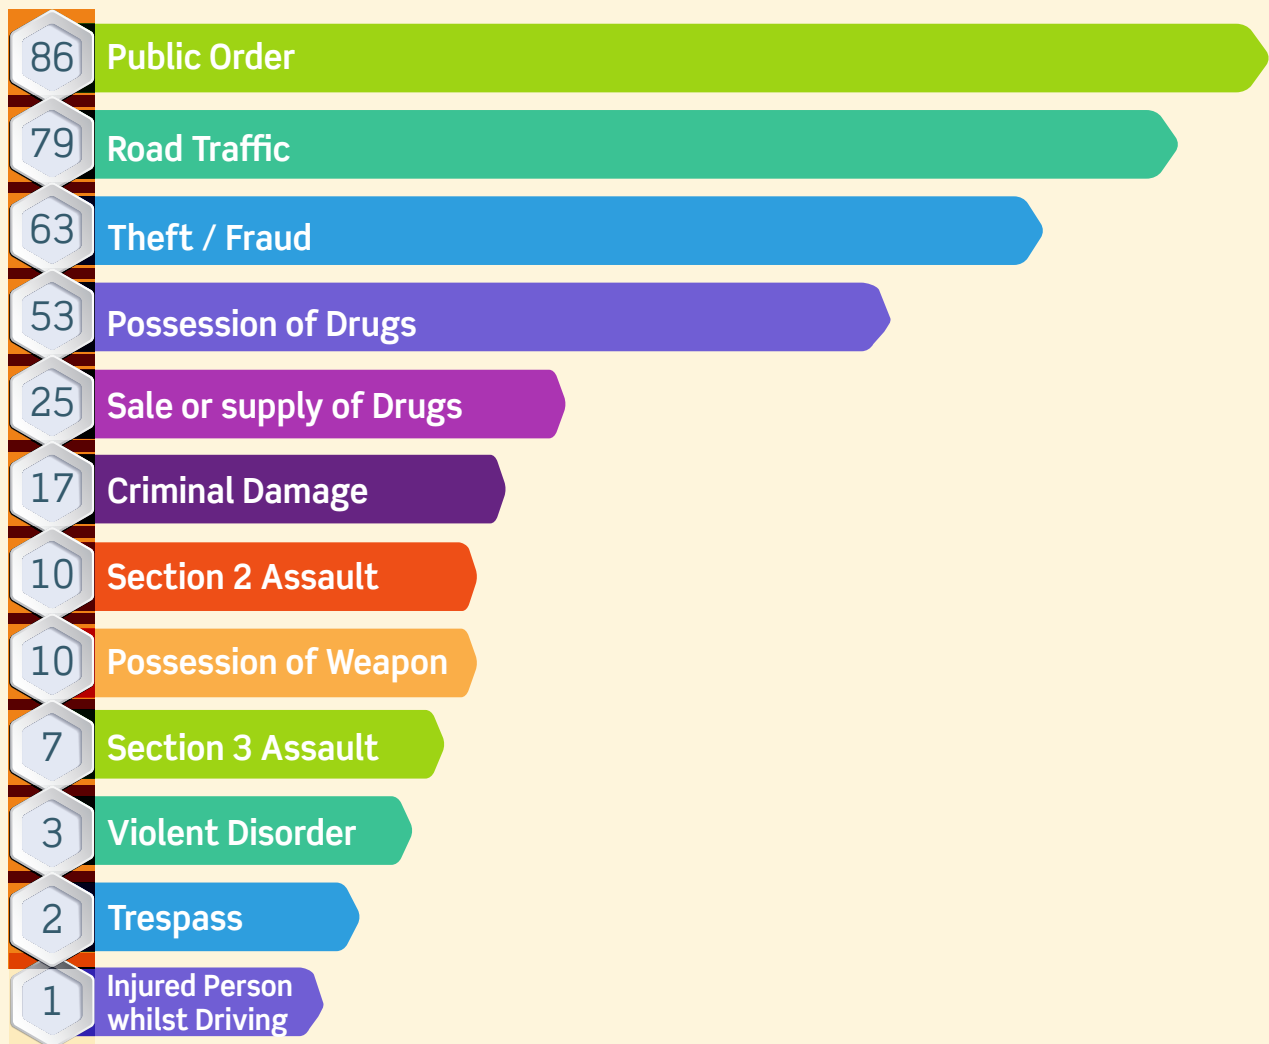 86 Public Order
79 Road Traffic
63 Theft / Fraud
53 Possession of Drugs
25 Sale or supply of Drugs
17 Criminal Damage
10 Section 2 Assault
10 Possession of Weapon
7 Section 3 Assault
3 Violent Disorder
2 Trespass
1 Injured Person
whilst Driving